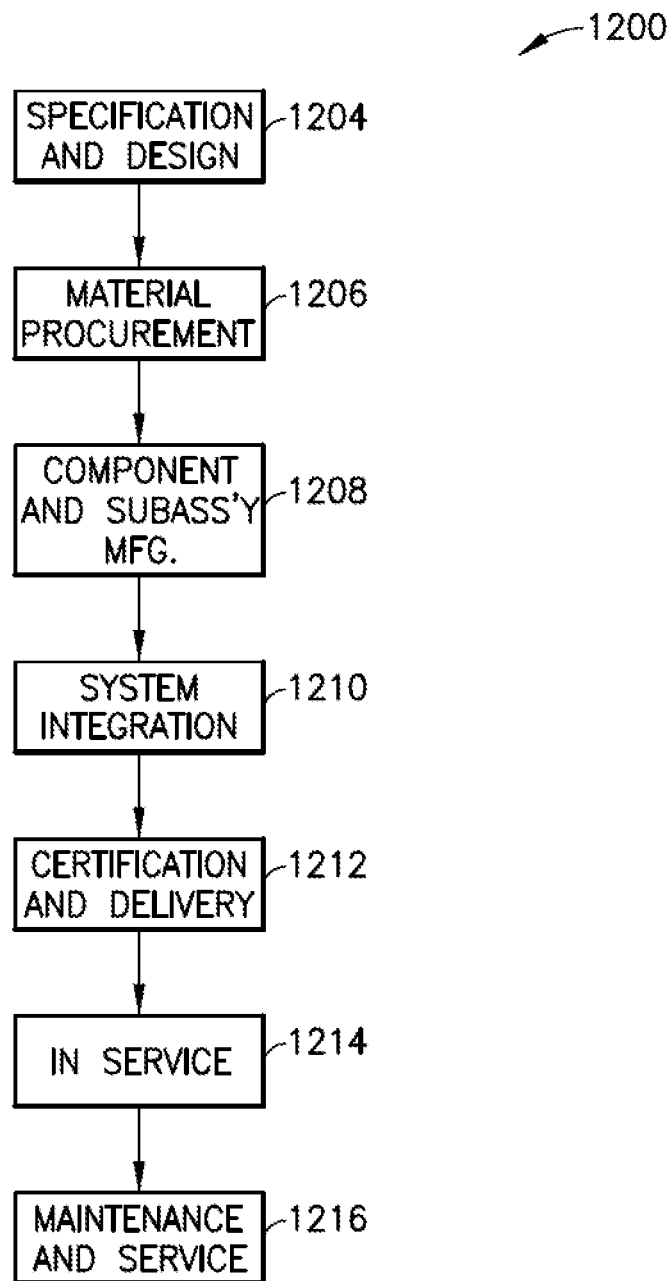 1200
SPECIFICATION
AND DESIGN
1204
MATERIAL
PROCUREMENT
1206
COMPONENT
AND SUBASS'Y
MFG.
1208
SYSTEM
INTEGRATION
1210
CERTIFICATION
AND DELIVERY
1212
IN SERVICE
1214
MAINTENANCE
AND SERVICE
1216